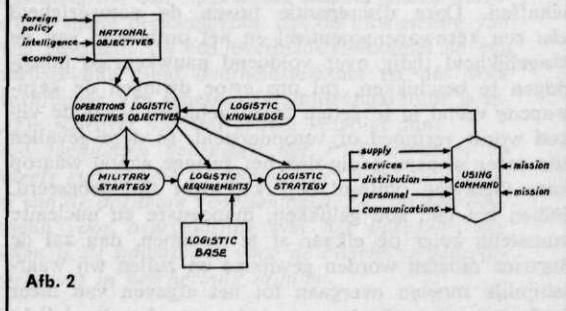 foreign
policy
intelligence
economy
NATIONAL
OBJECTIVES
OPERATIONS
OBJECTIVES
LOGISTIC
OBJECTIVES
LOGISTIC
KNOWLEDGE
MILITARY
STRATEGY
LOGISTIC
REQUIREMENTS
LOGISTIC
STRATEGY
supply
services
distribution
personnel
communications
USING
COMMAND
mission
mission
LOGISTIC
BASE
Afb. 2